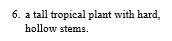 6. a tall tropical plant with hard,
hollow stems.